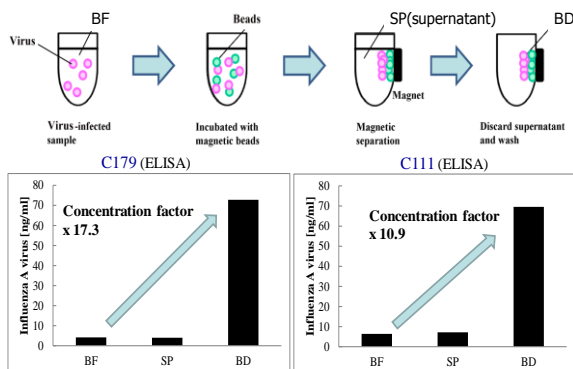 BF
Virus
Beads
SP(supernatant)
BD
Magnet
Virus-infected
sample
Incubated with
magnetic beads
Magnetic
separation
Discard supernatant
and wash
C179 (ELISA)
Influenza A virus [ng/ml]
80
70
60
50
40
30
20
10
0
Concentration factor
x 17.3
BF SP BD
C111 (ELISA)
Influenza A virus [ng/ml]
80
70
60
50
40
30
20
10
0
Concentration factor
x 10.9
BF SP BD